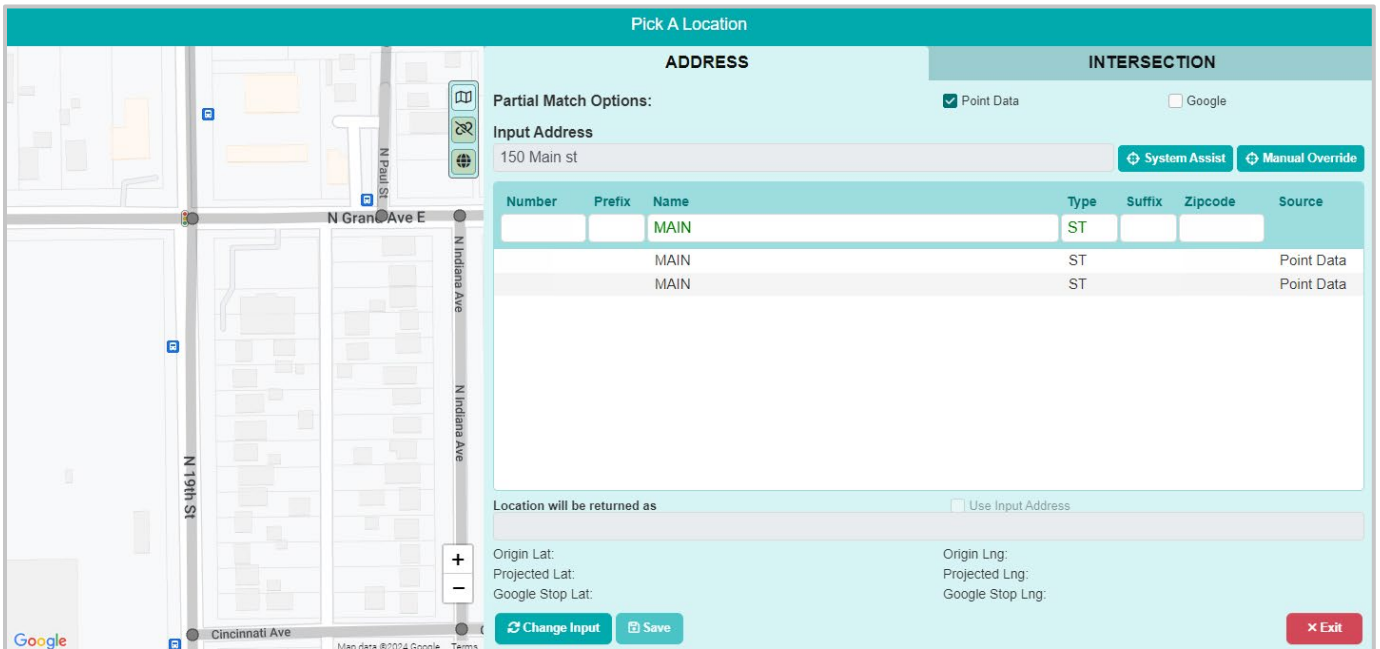 Pick A Location
ADDRESS INTERSECTION
Partial Match Options: Point Data Google
Input Address
150 Main st System Assist Manual Override
Number Prefix Name Type Suffix Zipcode Source
MAIN ST
MAIN ST Point Data
MAIN ST Point Data
Location will be returned as Use Input Address
Origin Lat: Origin Lng:
Projected Lat: Projected Lng:
Google Stop Lat: Google Stop Lng:
Change Input Save × Exit
N Paul St
N Grand Ave E
N Indiana Ave
N Indiana Ave
N 19th St
+
−
Cincinnati Ave
Google Map data ©2024 Google Terms